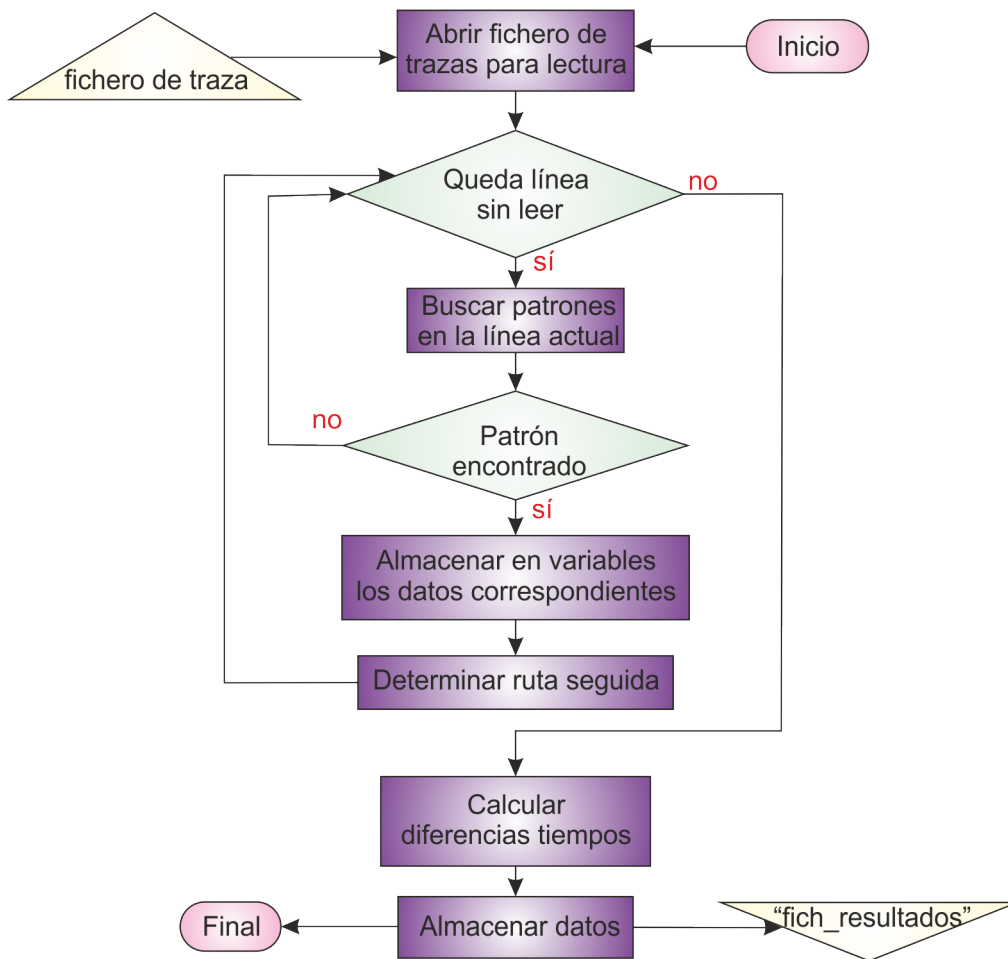 Abrir fichero de
trazas para lectura
Inicio
fichero de traza
Queda línea
sin leer
no
sí
Buscar patrones
en la línea actual
no
Patrón
encontrado
sí
Almacenar en variables
los datos correspondientes
Determinar ruta seguida
Calcular
diferencias tiempos
Final
Almacenar datos
“fich_resultados”